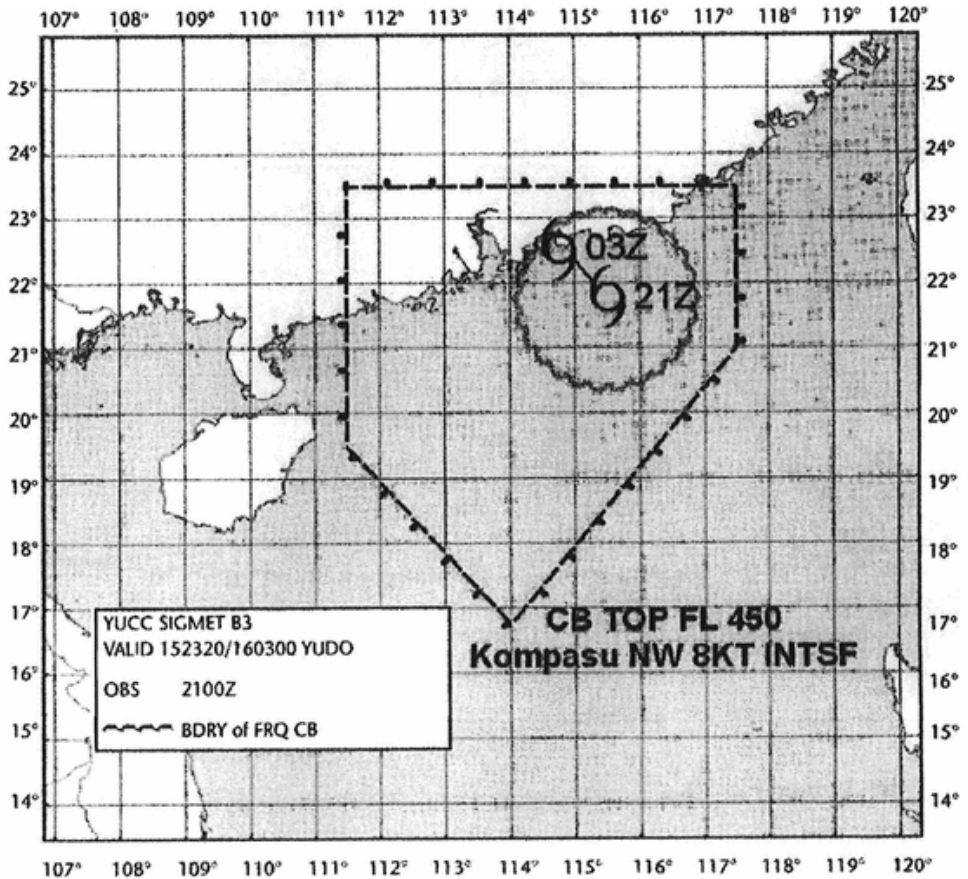 107° 108° 109° 110° 111° 112° 113° 114° 115° 116° 117° 118° 119° 120°
25° 25°
24° 24°
23° 23°
03Z
22° 22°
21Z
21° 21°
20° 20°
19° 19°
18° 18°
17° 17°
CB TOP FL 450
Kompasu NW 8KT INTSF
YUCC SIGMET B3
VALID 152320/160300 YUDO
OBS 2100Z
BDRY of FRQ CB
16° 16°
15° 15°
14° 14°
107° 108° 109° 110° 111° 112° 113° 114° 115° 116° 117° 118° 119° 120°